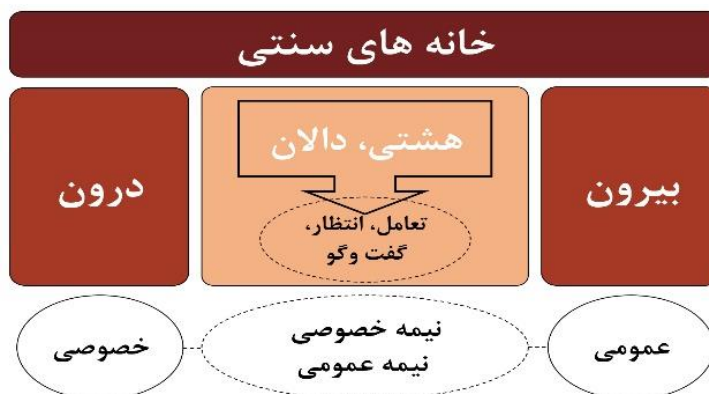 خانه های سنتی
بیرون
هشتی، دالان
تعامل، انتظار،
گفت وگو
درون
عمومی
نیمه خصوصی
نیمه عمومی
خصوصی